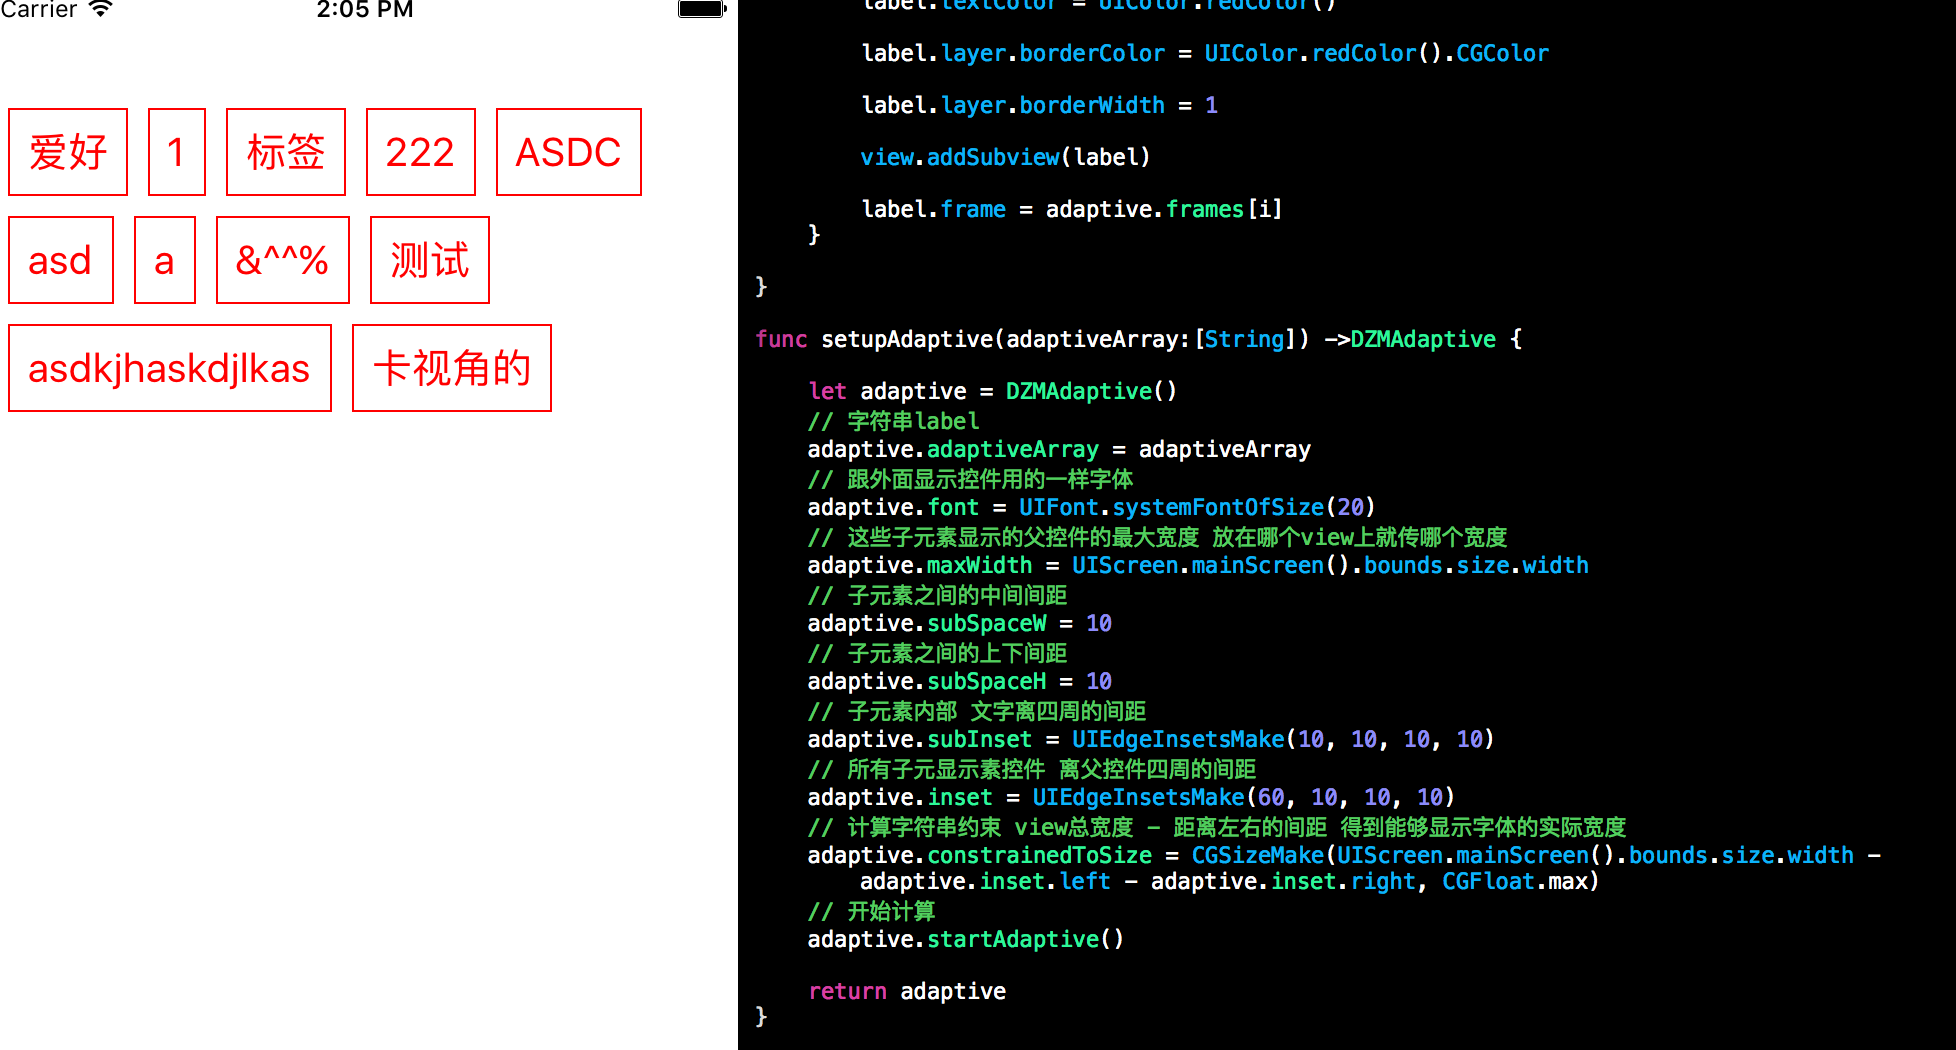 Carrier 2:05 PM
爱好 1 标签 222 ASDC
asd a &^^% 测试
asdkjhaskdjlkas 卡视角的
label.textColor = UIColor.redColor()
label.layer.borderColor = UIColor.redColor().CGColor
label.layer.borderWidth = 1
view.addSubview(label)
label.frame = adaptive.frames[i]
}
}
func setupAdaptive(adaptiveArray:[String]) ->DZMAdaptive {
let adaptive = DZMAdaptive()
// 字符串label
adaptive.adaptiveArray = adaptiveArray
// 跟外面显示控件用的一样字体
adaptive.font = UIFont.systemFontOfSize(20)
// 这些子元素显示的父控件的最大宽度 放在哪个view上就传哪个宽度
adaptive.maxWidth = UIScreen.mainScreen().bounds.size.width
// 子元素之间的中间间距
adaptive.subSpaceW = 10
// 子元素之间的上下间距
adaptive.subSpaceH = 10
// 子元素内部 文字离四周的间距
adaptive.subInset = UIEdgeInsetsMake(10, 10, 10, 10)
// 所有子元显示素控件 离父控件四周的间距
adaptive.inset = UIEdgeInsetsMake(60, 10, 10, 10)
// 计算字符串约束 view总宽度 - 距离左右的间距 得到能够显示字体的实际宽度
adaptive.constrainedToSize = CGSizeMake(UIScreen.mainScreen().bounds.size.width -
adaptive.inset.left - adaptive.inset.right, CGFloat.max)
// 开始计算
adaptive.startAdaptive()
return adaptive
}